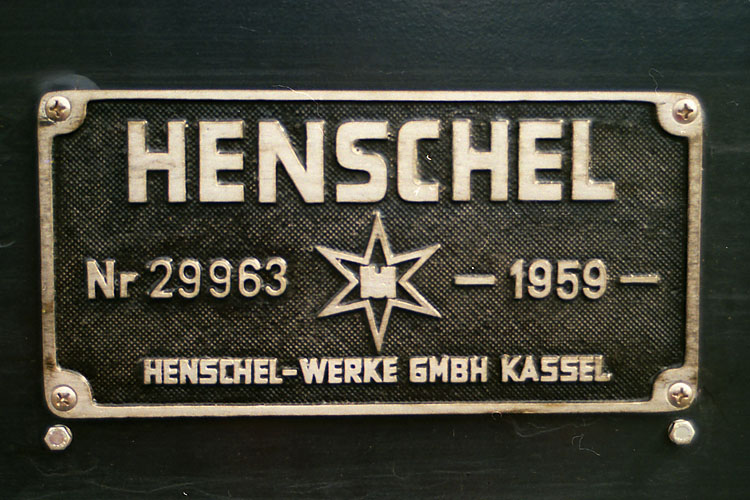 HENSCHEL
Nr 29963 H — 1959 —
HENSCHEL-WERKE GMBH KASSEL